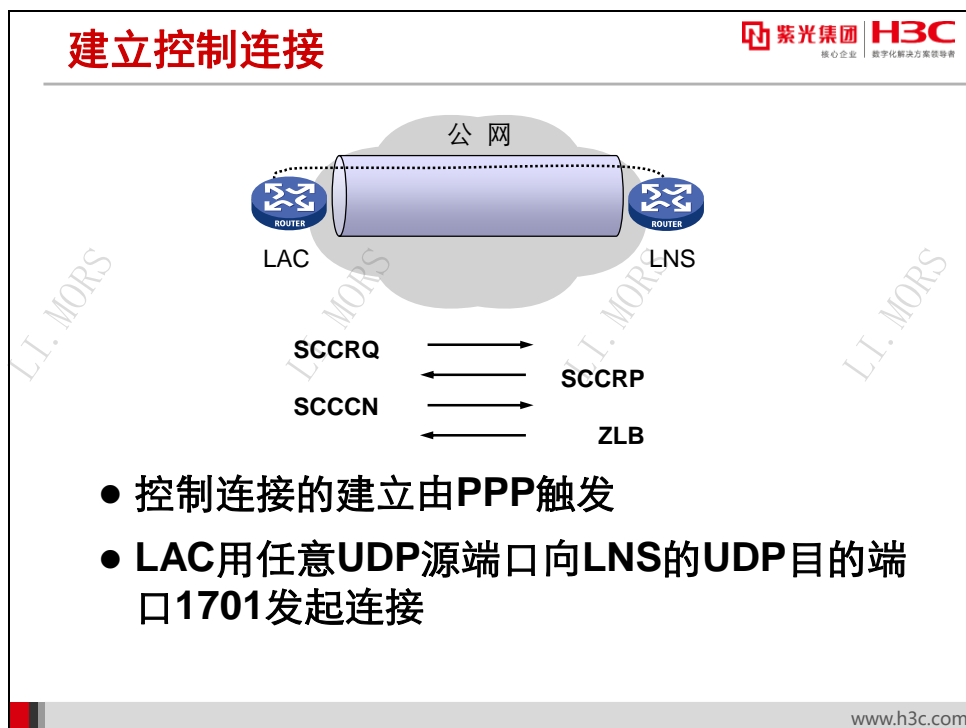 建立控制连接
紫光集团
核心企业
H3C
数字化解决方案领导者
公 网
ROUTER
ROUTER
LAC
LNS
LI. MORS
LI. MORS
LI. MORS
LI. MORS
SCCRQ
SCCRP
SCCCN
ZLB
● 控制连接的建立由PPP触发
● LAC用任意UDP源端口向LNS的UDP目的端
口1701发起连接
www.h3c.com